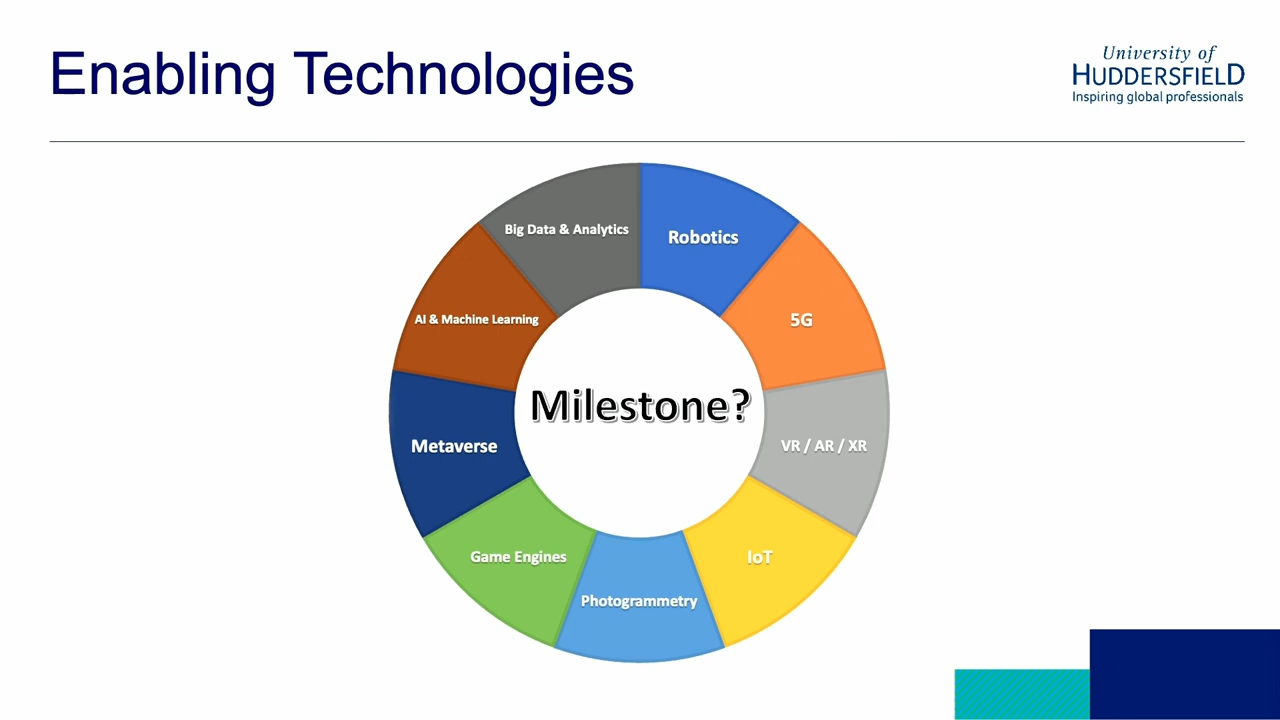 Enabling Technologies
University of
HUDDERSFIELD
Inspiring global professionals
Big Data & Analytics
Robotics
AI & Machine Learning
5G
Milestone?
Metaverse
VR / AR / XR
Game Engines
IoT
Photogrammetry